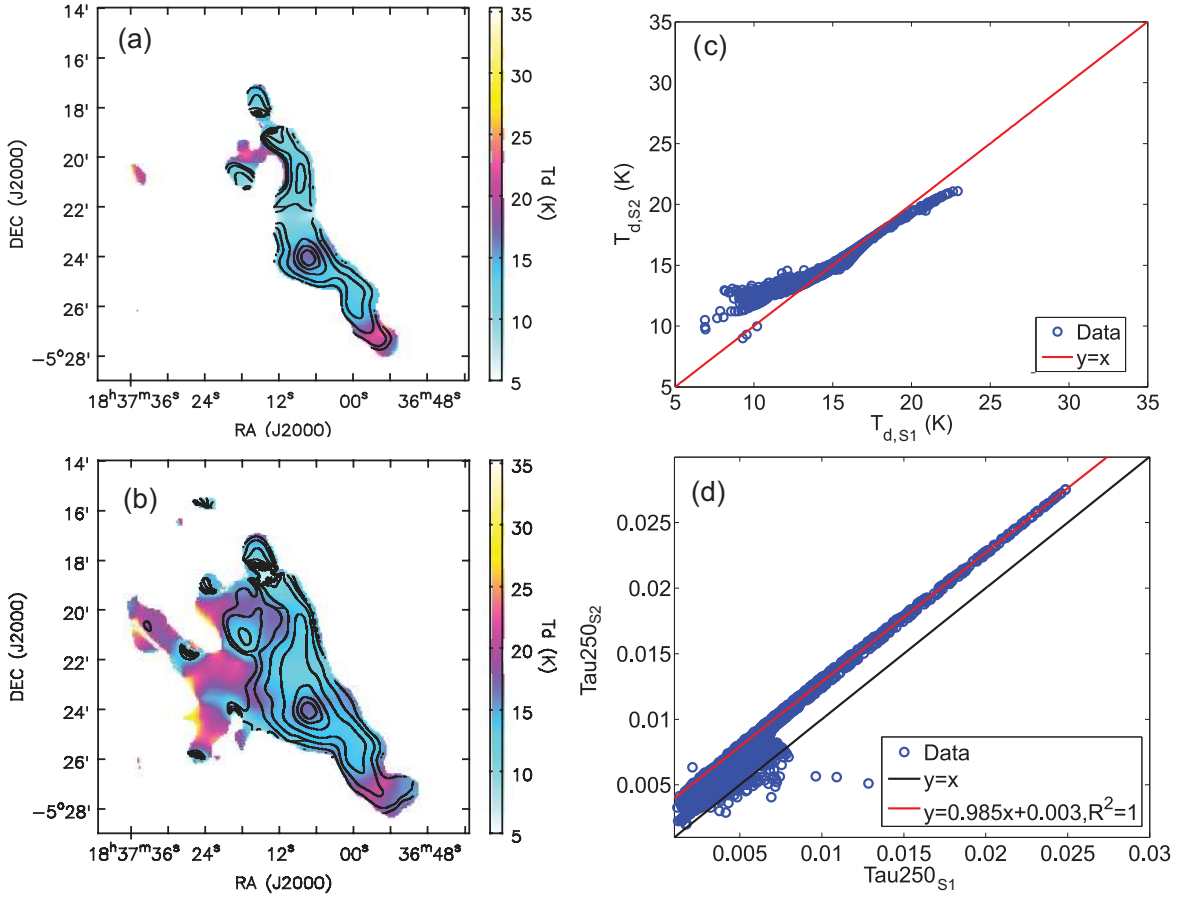 (a)
14'
16'
18'
20'
22'
24'
26'
−5°28'
DEC (J2000)
18ʰ37ᵐ36ˢ 24ˢ 12ˢ 00ˢ 36ᵐ48ˢ
RA (J2000)
35
30
25
20
15
10
5
Td (K)
(b)
14'
16'
18'
20'
22'
24'
26'
−5°28'
DEC (J2000)
18ʰ37ᵐ36ˢ 24ˢ 12ˢ 00ˢ 36ᵐ48ˢ
RA (J2000)
35
30
25
20
15
10
5
Td (K)
(c)
35
30
25
20
15
10
5
T_d,S2 (K)
5 10 15 20 25 30 35
T_d,S1 (K)
Data
y=x
(d)
0.025
0.02
0.015
0.01
0.005
Tau250_S2
0.005 0.01 0.015 0.02 0.025 0.03
Tau250_S1
Data
y=x
y=0.985x+0.003,R²=1